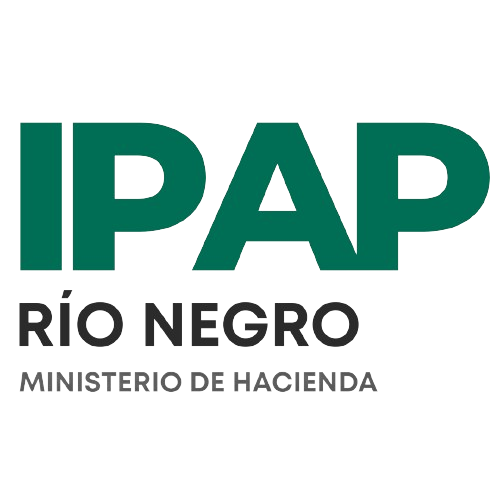 IPAP
RÍO NEGRO
MINISTERIO DE HACIENDA